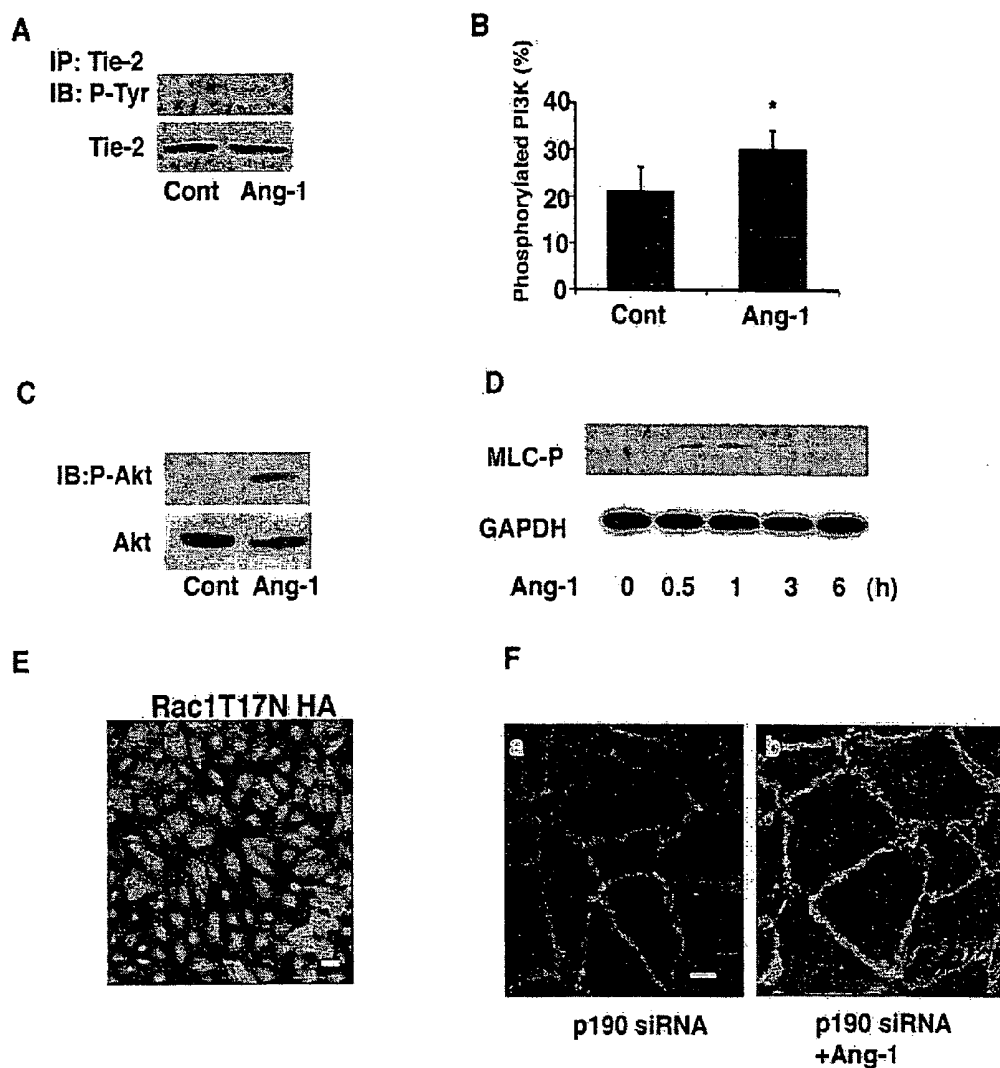 A
IP: Tie-2
IB: P-Tyr
Tie-2
Cont Ang-1
B
Phosphorylated PI3K (%)
40
30
20
10
0
*
Cont Ang-1
C
IB:P-Akt
Akt
Cont Ang-1
D
MLC-P
GAPDH
Ang-1 0 0.5 1 3 6 (h)
E
Rac1T17N HA
F
a
b
p190 siRNA
p190 siRNA
+Ang-1